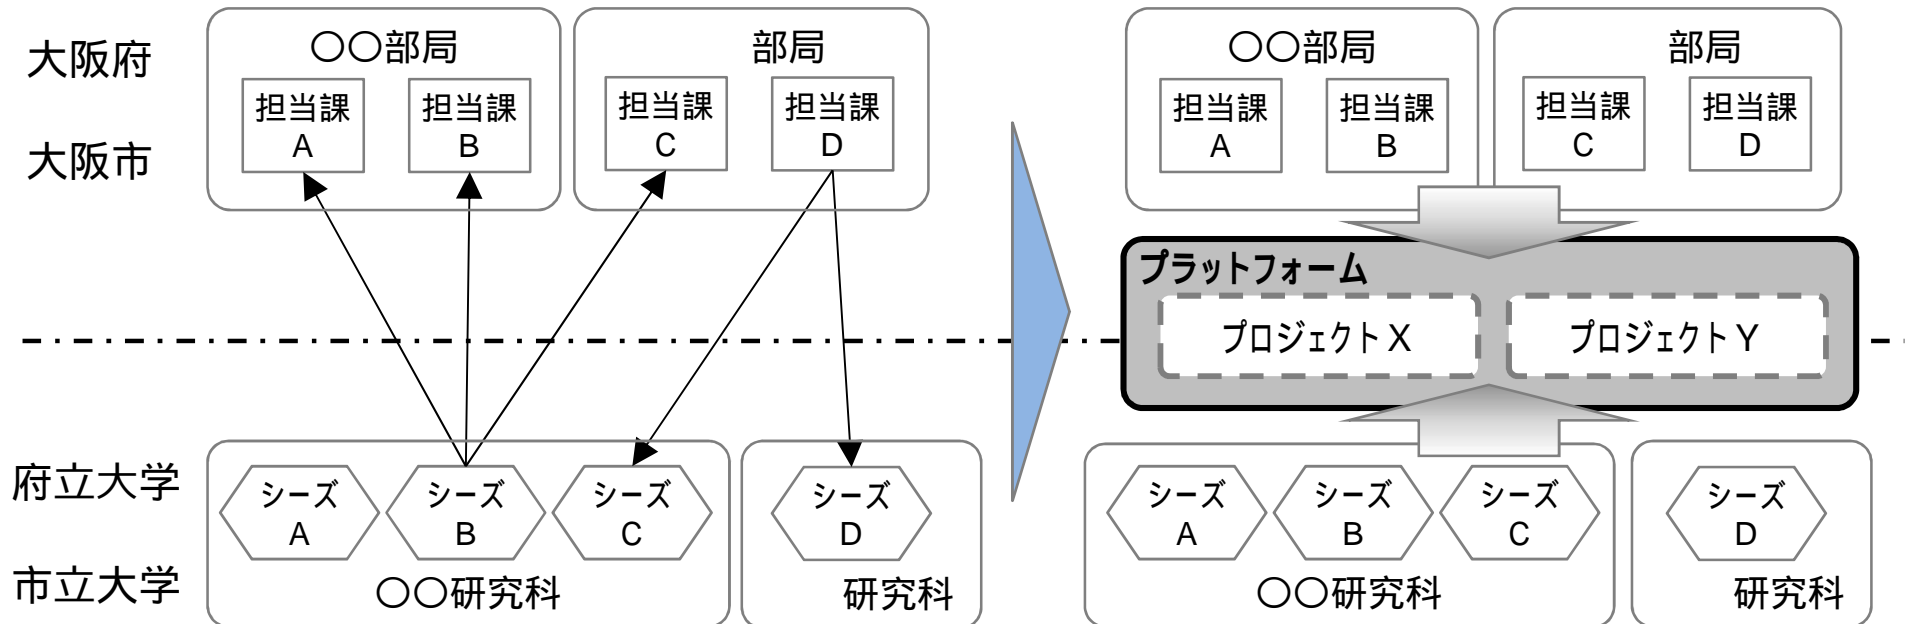 大阪府
大阪市
〇〇部局
部局
担当課
A
担当課
B
担当課
C
担当課
D
府立大学
市立大学
シーズ
A
シーズ
B
シーズ
C
シーズ
D
〇〇研究科
研究科
〇〇部局
部局
担当課
A
担当課
B
担当課
C
担当課
D
プラットフォーム
プロジェクトX
プロジェクトY
シーズ
A
シーズ
B
シーズ
C
シーズ
D
〇〇研究科
研究科